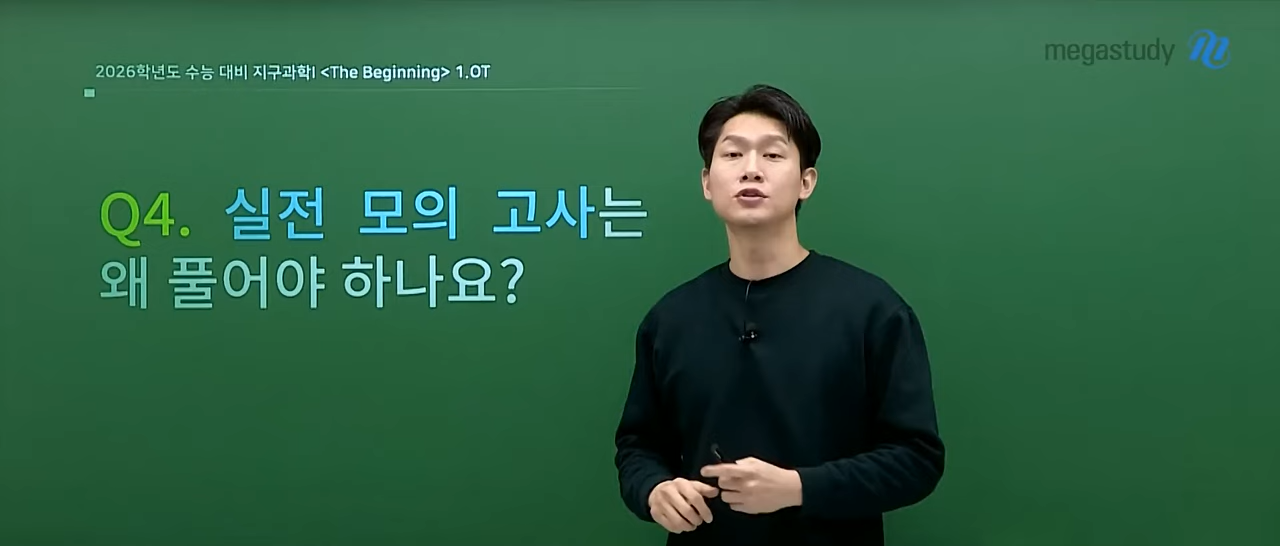 2026학년도 수능 대비 지구과학I <The Beginning> 1.OT
megastudy
Q4. 실전 모의 고사는
왜 풀어야 하나요?